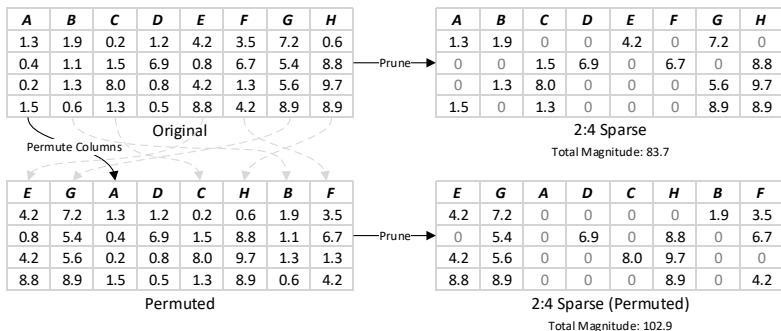 A B C D E F G H
1.3 1.9 0.2 1.2 4.2 3.5 7.2 0.6
0.4 1.1 1.5 6.9 0.8 6.7 5.4 8.8
0.2 1.3 8.0 0.8 4.2 1.3 5.6 9.7
1.5 0.6 1.3 0.5 8.8 4.2 8.9 8.9
Original
Prune
A B C D E F G H
1.3 1.9 0 0 4.2 0 7.2 0
0 0 1.5 6.9 0 6.7 0 8.8
0 1.3 8.0 0 0 0 5.6 9.7
1.5 0 1.3 0 0 0 8.9 8.9
2:4 Sparse
Total Magnitude: 83.7
Permute Columns
E G A D C H B F
4.2 7.2 1.3 1.2 0.2 0.6 1.9 3.5
0.8 5.4 0.4 6.9 1.5 8.8 1.1 6.7
4.2 5.6 0.2 0.8 8.0 9.7 1.3 1.3
8.8 8.9 1.5 0.5 1.3 8.9 0.6 4.2
Permuted
Prune
E G A D C H B F
4.2 7.2 0 0 0 0 1.9 3.5
0 5.4 0 6.9 0 8.8 0 6.7
4.2 5.6 0 0 8.0 9.7 0 0
8.8 8.9 0 0 0 8.9 0 4.2
2:4 Sparse (Permuted)
Total Magnitude: 102.9